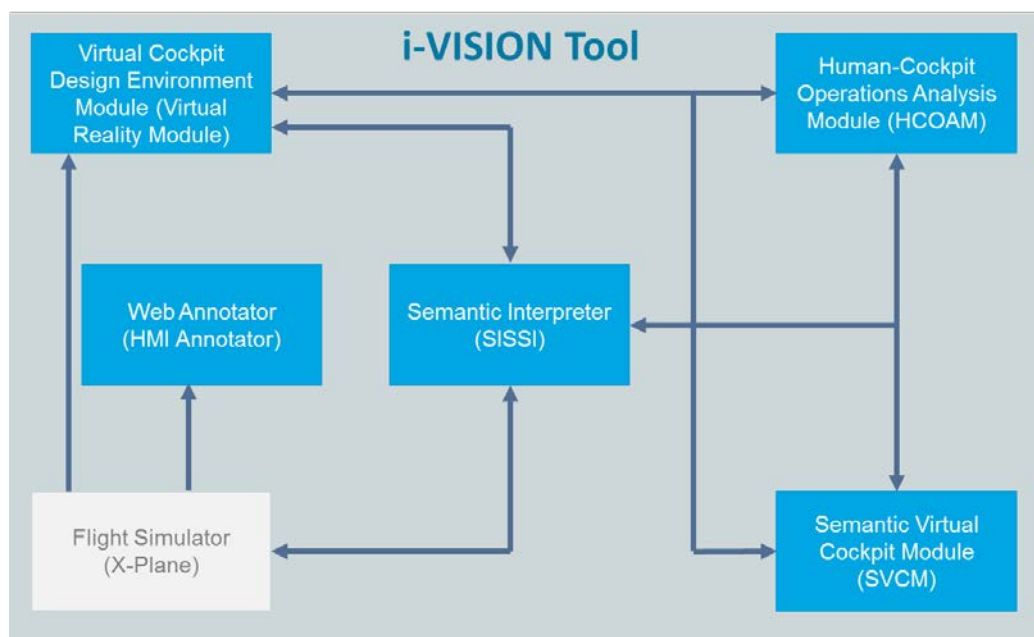 i-VISION Tool
Virtual Cockpit
Design Environment
Module (Virtual
Reality Module)
Human-Cockpit
Operations Analysis
Module (HCOAM)
Web Annotator
(HMI Annotator)
Semantic Interpreter
(SISSI)
Flight Simulator
(X-Plane)
Semantic Virtual
Cockpit Module
(SVCM)